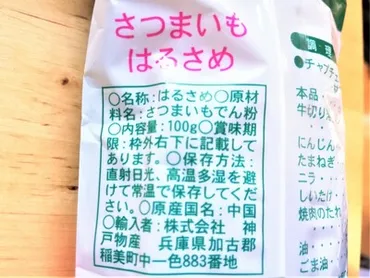 さつまいも
はるさめ
○名称:はるさめ○原材
料名:さつまいもでん粉
○内容量:100g○賞味期
限:枠外右下に記載して
あります。○保存方法:
直射日光、高温多湿を避
けて常温で保存してくだ
さい。○原産国名:中国
○輸入者:株式会社 神
戸物産 兵庫県加古郡
稲美町中一色883番地
調理
●チャプチェ
本品
牛切り
にんじん
たまねぎ
ニラ
しいたけ
焼肉のたれ
油
ごま油